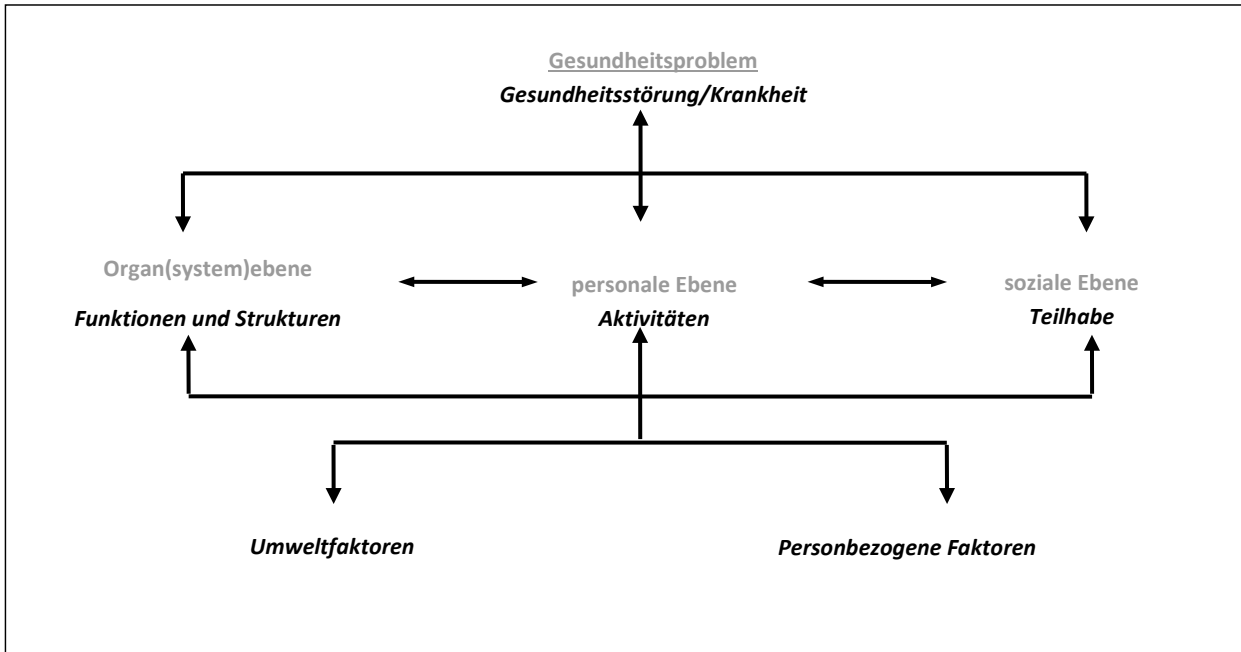 Gesundheitsproblem
Gesundheitsstörung/Krankheit
Organ(system)ebene
Funktionen und Strukturen
personale Ebene
Aktivitäten
soziale Ebene
Teilhabe
Umweltfaktoren
Personbezogene Faktoren